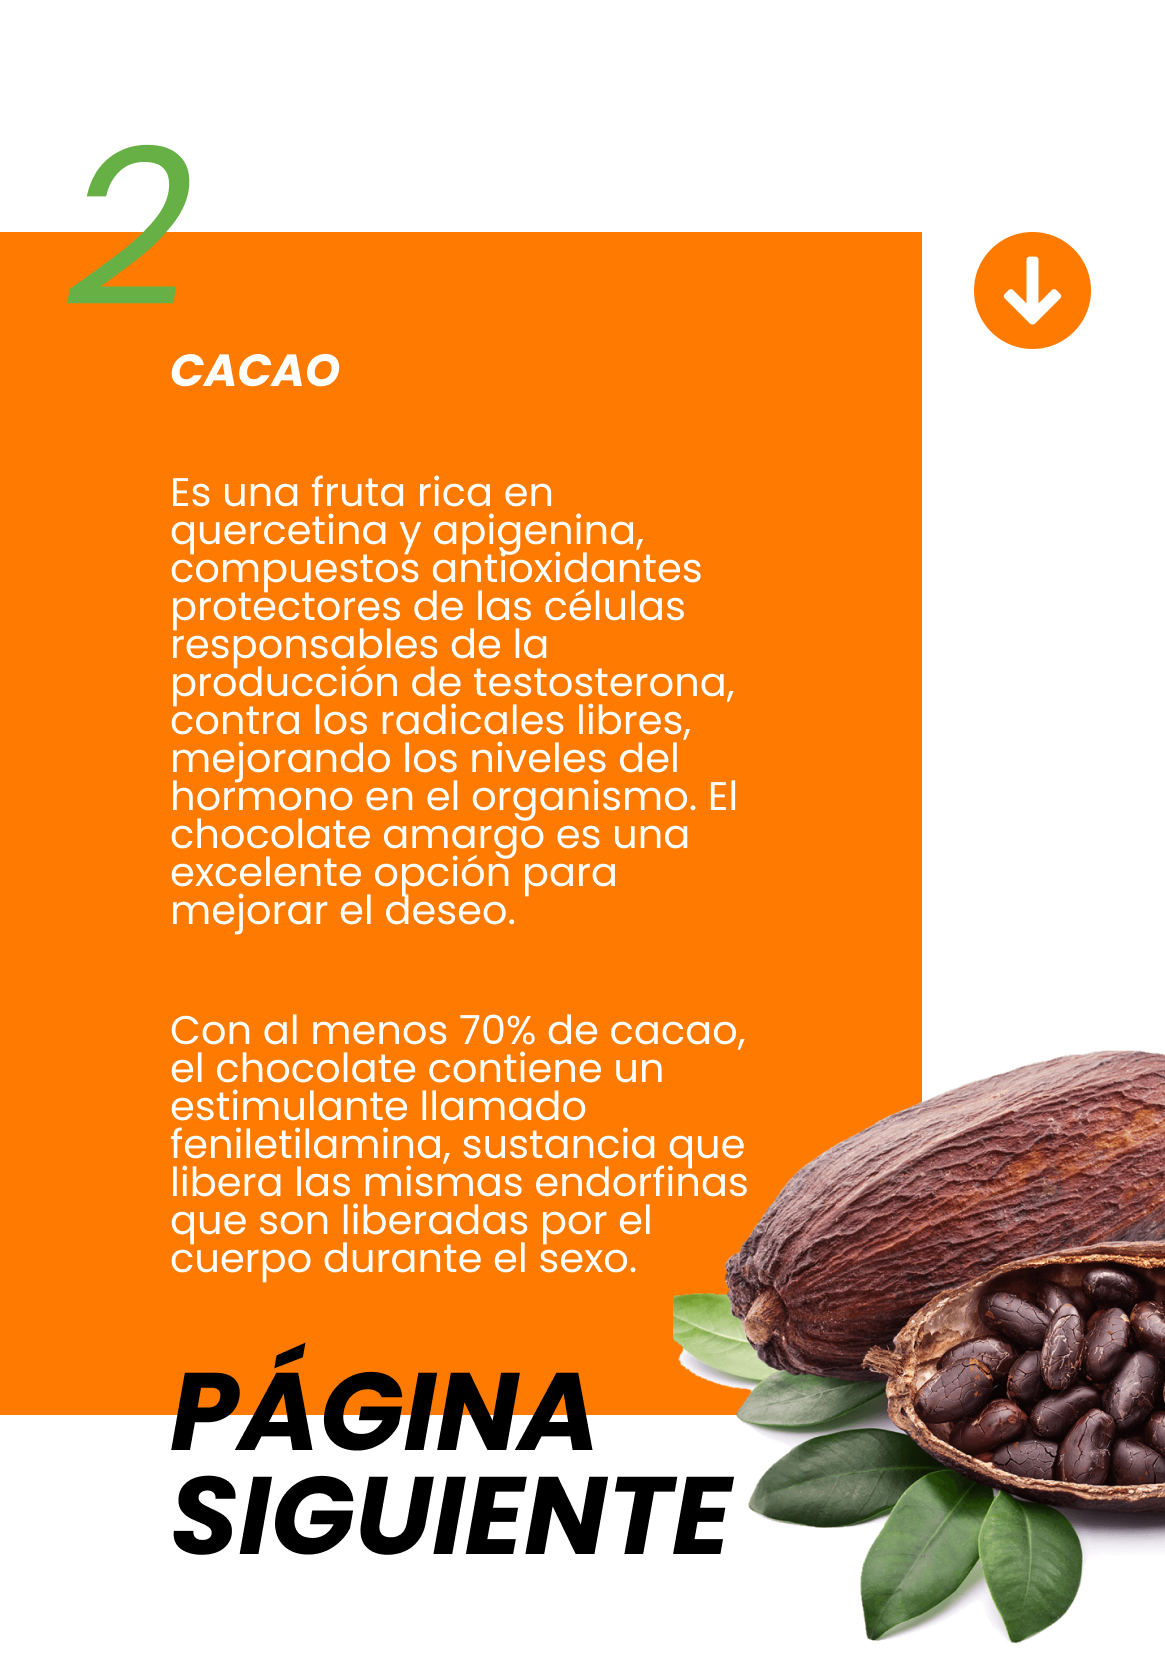 2
CACAO
Es una fruta rica en
quercetina y apigenina,
compuestos antioxidantes
protectores de las células
responsables de la
producción de testosterona,
contra los radicales libres,
mejorando los niveles del
hormono en el organismo. El
chocolate amargo es una
excelente opción para
mejorar el deseo.
Con al menos 70% de cacao,
el chocolate contiene un
estimulante llamado
feniletilamina, sustancia que
libera las mismas endorfinas
que son liberadas por el
cuerpo durante el sexo.
PÁGINA
SIGUIENTE